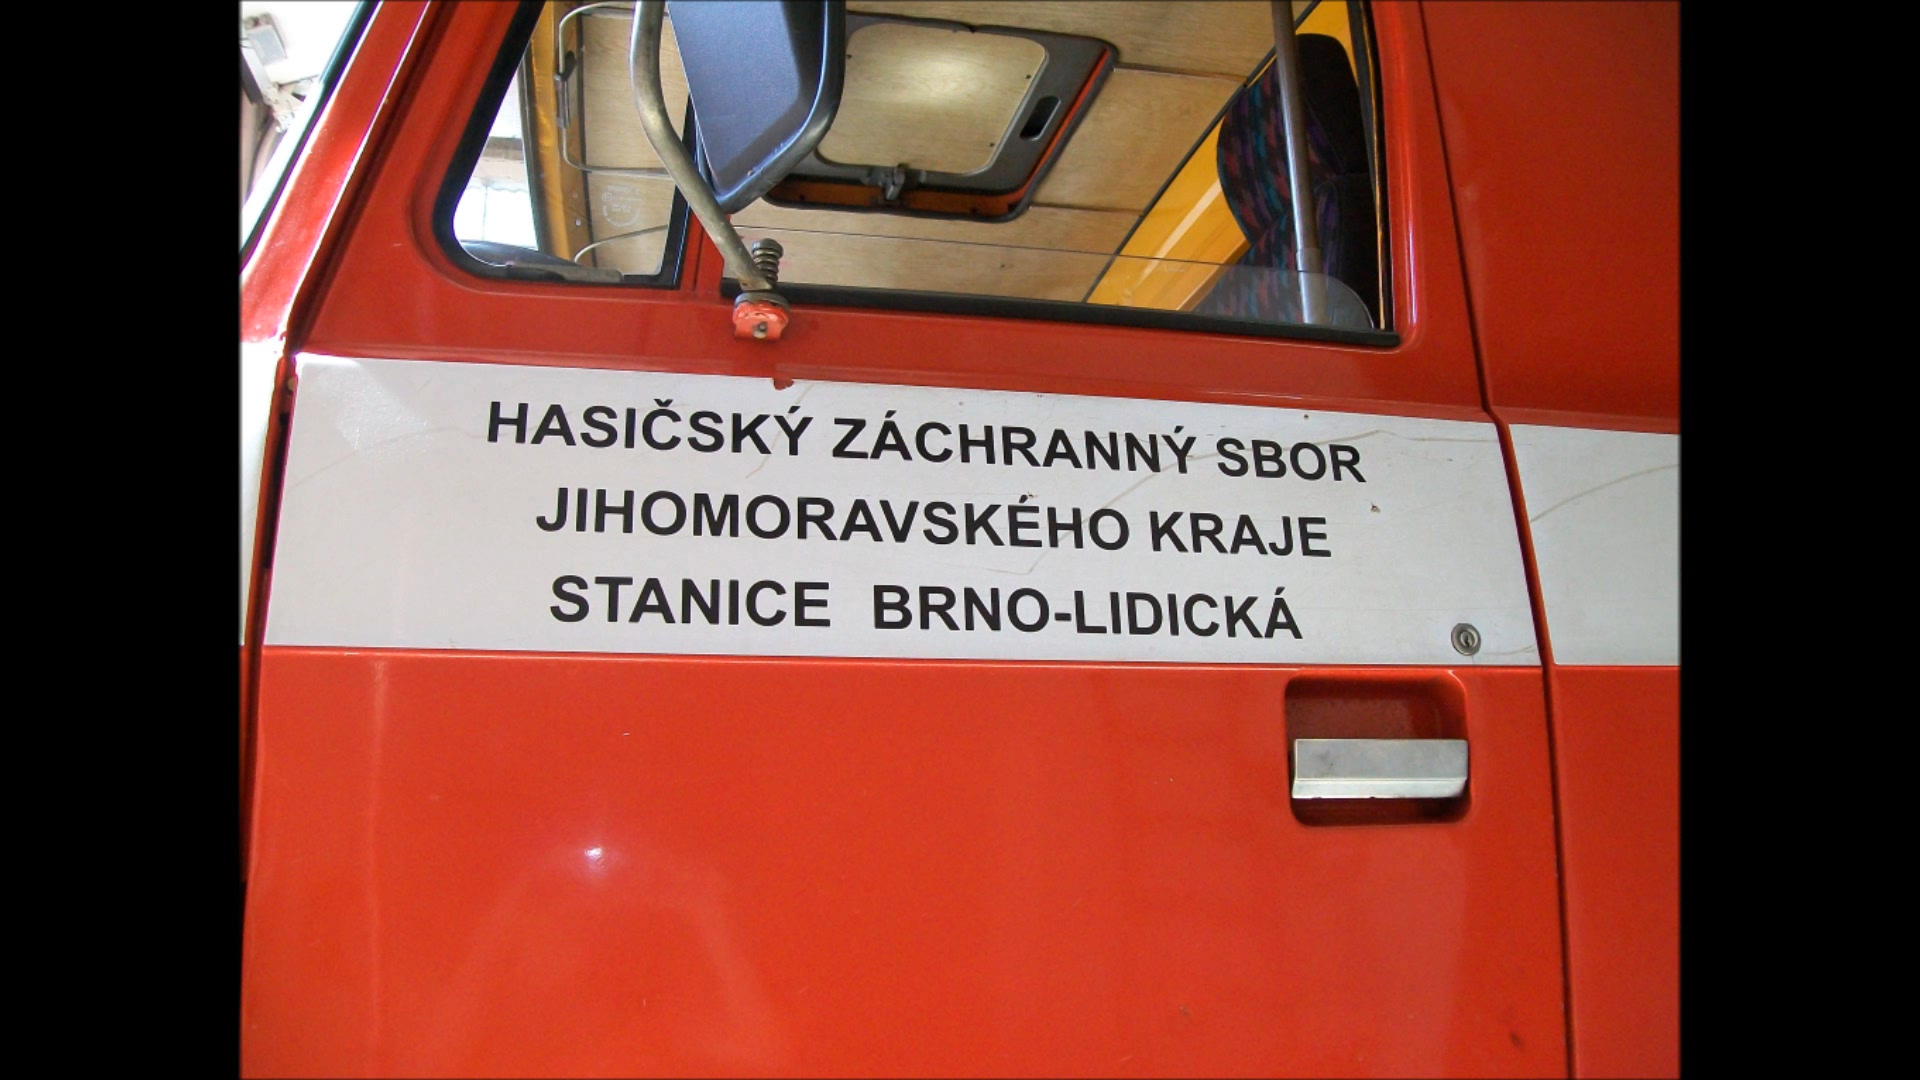 HASIČSKÝ ZÁCHRANNÝ SBOR
JIHOMORAVSKÉHO KRAJE
STANICE BRNO-LIDICKÁ